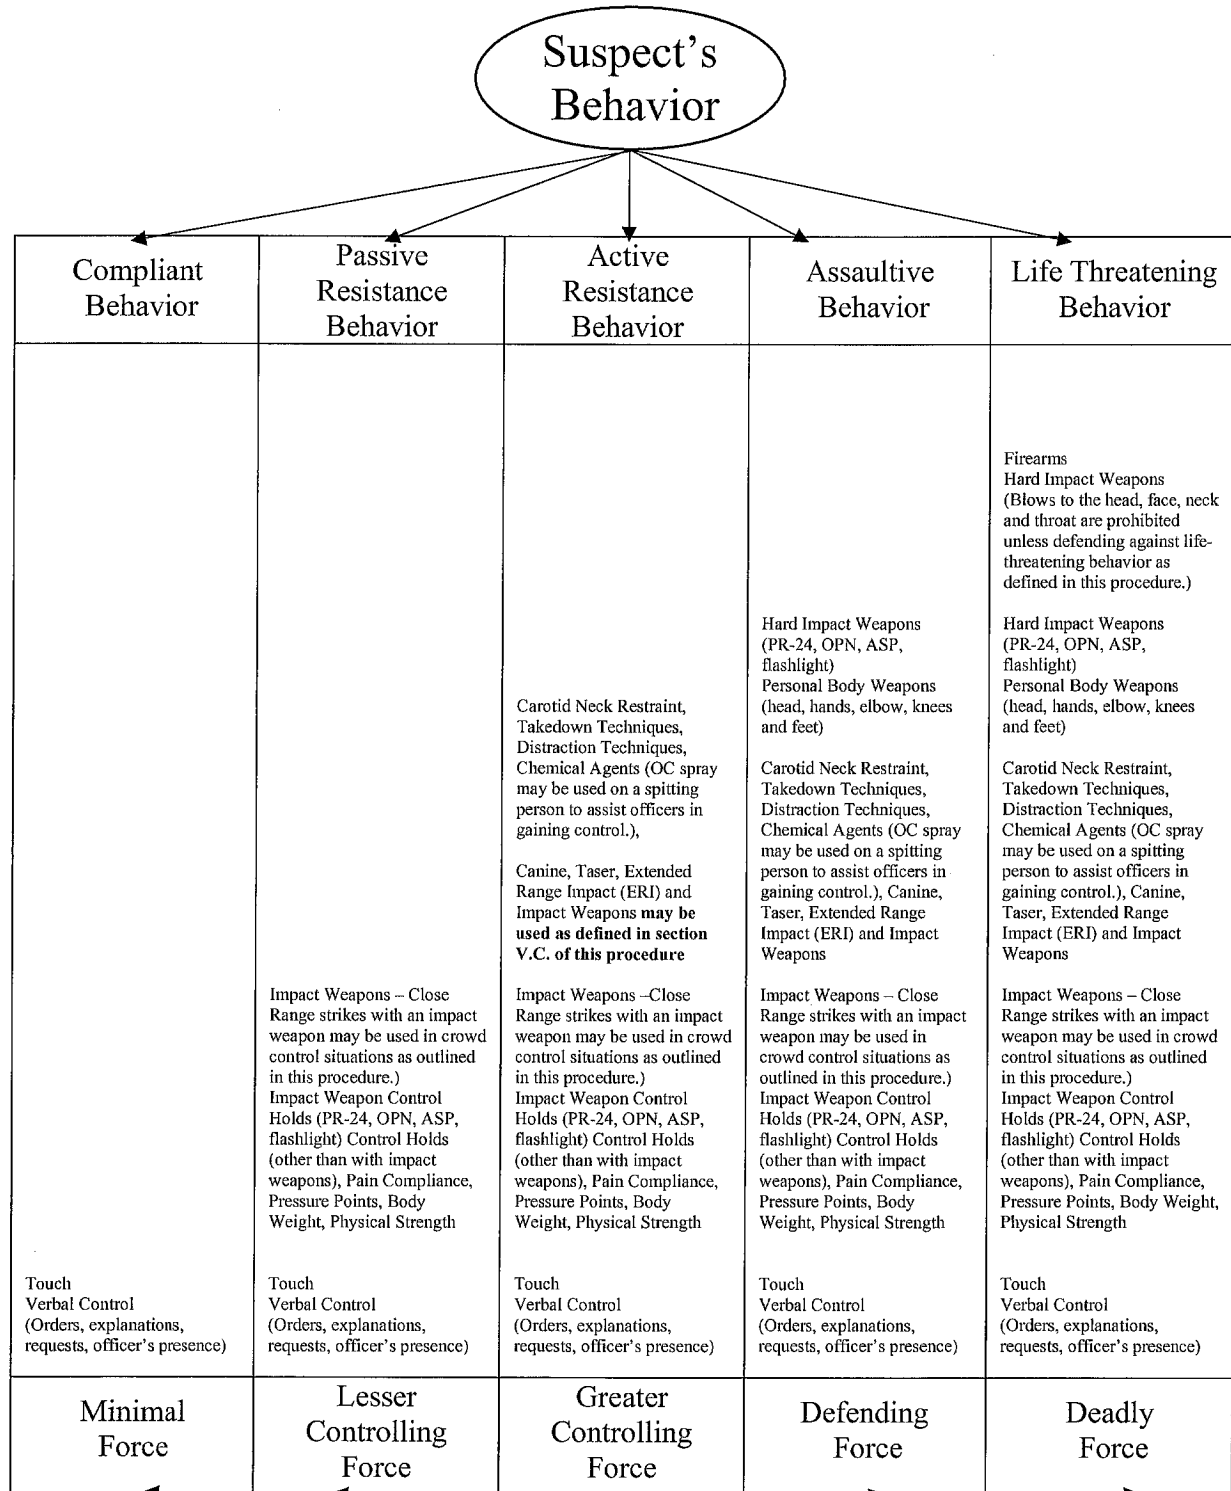 Suspect's
Behavior
Compliant
Behavior
Passive
Resistance
Behavior
Active
Resistance
Behavior
Assaultive
Behavior
Life Threatening
Behavior
Touch
Verbal Control
(Orders, explanations,
requests, officer's presence)
Impact Weapons – Close
Range strikes with an impact
weapon may be used in crowd
control situations as outlined
in this procedure.)
Impact Weapon Control
Holds (PR-24, OPN, ASP,
flashlight) Control Holds
(other than with impact
weapons), Pain Compliance,
Pressure Points, Body
Weight, Physical Strength
Touch
Verbal Control
(Orders, explanations,
requests, officer's presence)
Carotid Neck Restraint,
Takedown Techniques,
Distraction Techniques,
Chemical Agents (OC spray
may be used on a spitting
person to assist officers in
gaining control.),
Canine, Taser, Extended
Range Impact (ERI) and
Impact Weapons may be
used as defined in section
V.C. of this procedure
Impact Weapons –Close
Range strikes with an impact
weapon may be used in crowd
control situations as outlined
in this procedure.)
Impact Weapon Control
Holds (PR-24, OPN, ASP,
flashlight) Control Holds
(other than with impact
weapons), Pain Compliance,
Pressure Points, Body
Weight, Physical Strength
Touch
Verbal Control
(Orders, explanations,
requests, officer's presence)
Hard Impact Weapons
(PR-24, OPN, ASP,
flashlight)
Personal Body Weapons
(head, hands, elbow, knees
and feet)
Carotid Neck Restraint,
Takedown Techniques,
Distraction Techniques,
Chemical Agents (OC spray
may be used on a spitting
person to assist officers in
gaining control.), Canine,
Taser, Extended Range
Impact (ERI) and Impact
Weapons
Impact Weapons – Close
Range strikes with an impact
weapon may be used in
crowd control situations as
outlined in this procedure.)
Impact Weapon Control
Holds (PR-24, OPN, ASP,
flashlight) Control Holds
(other than with impact
weapons), Pain Compliance,
Pressure Points, Body
Weight, Physical Strength
Touch
Verbal Control
(Orders, explanations,
requests, officer's presence)
Firearms
Hard Impact Weapons
(Blows to the head, face, neck
and throat are prohibited
unless defending against life-
threatening behavior as
defined in this procedure.)
Hard Impact Weapons
(PR-24, OPN, ASP,
flashlight)
Personal Body Weapons
(head, hands, elbow, knees
and feet)
Carotid Neck Restraint,
Takedown Techniques,
Distraction Techniques,
Chemical Agents (OC spray
may be used on a spitting
person to assist officers in
gaining control.), Canine,
Taser, Extended Range
Impact (ERI) and Impact
Weapons
Impact Weapons – Close
Range strikes with an impact
weapon may be used in crowd
control situations as outlined
in this procedure.)
Impact Weapon Control
Holds (PR-24, OPN, ASP,
flashlight) Control Holds
(other than with impact
weapons), Pain Compliance,
Pressure Points, Body Weight,
Physical Strength
Touch
Verbal Control
(Orders, explanations,
requests, officer's presence)
Minimal
Force
Lesser
Controlling
Force
Greater
Controlling
Force
Defending
Force
Deadly
Force